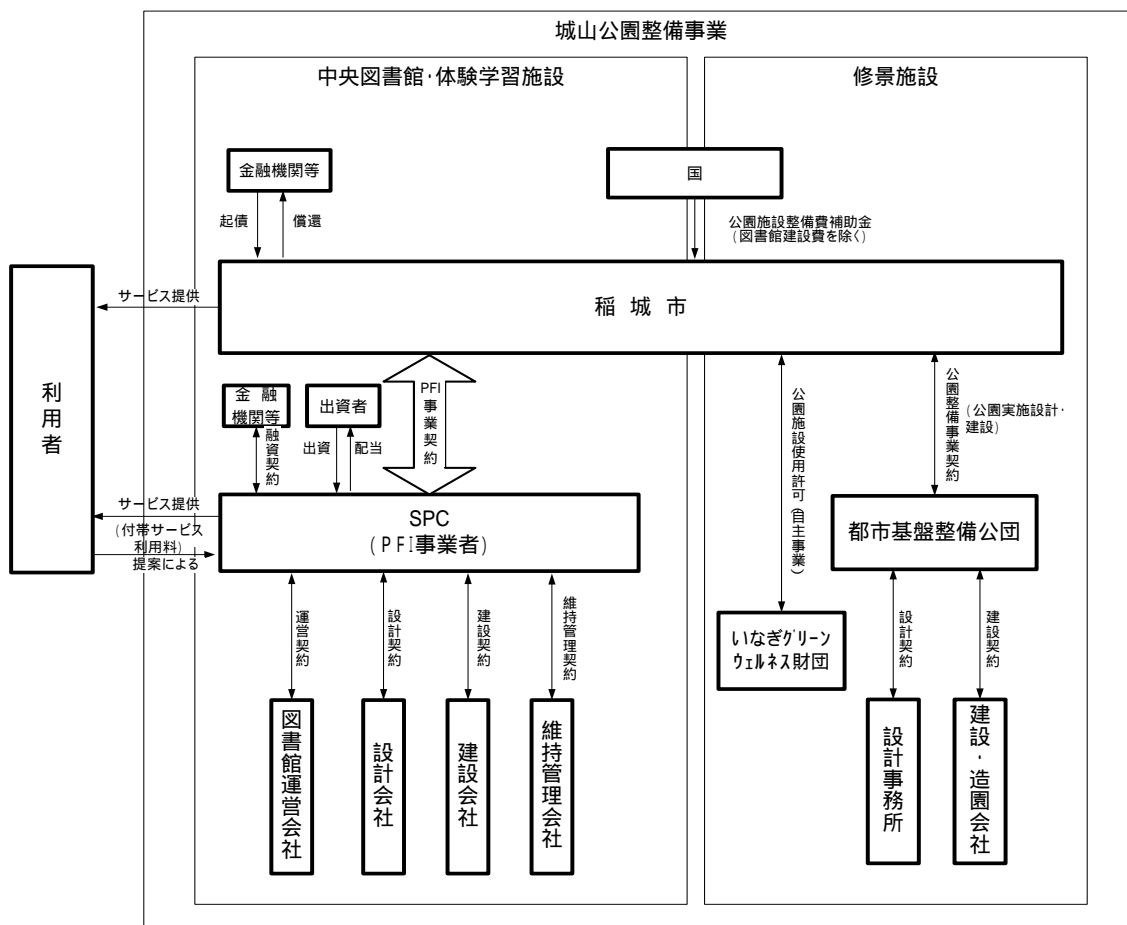 城山公園整備事業
中央図書館･体験学習施設
修景施設
金融機関等
国
起債
償還
公園施設整備費補助金
(図書館建設費を除く)
サービス提供
稲 城 市
利用者
金 融
機関等
出資者
PFI
事業契約
融資契約
出資
配当
公園施設使用許可(自主事業)
公園整備事業契約
(公園実施設計･
建設)
サービス提供
(付帯サービス
利用料)
提案による
SPC
(PFI事業者)
都市基盤整備公団
運営契約
設計契約
建設契約
維持管理契約
いなぎグリーン
ウェルネス財団
設計契約
建設契約
図書館運営会社
設計会社
建設会社
維持管理会社
設計事務所
建設・造園会社